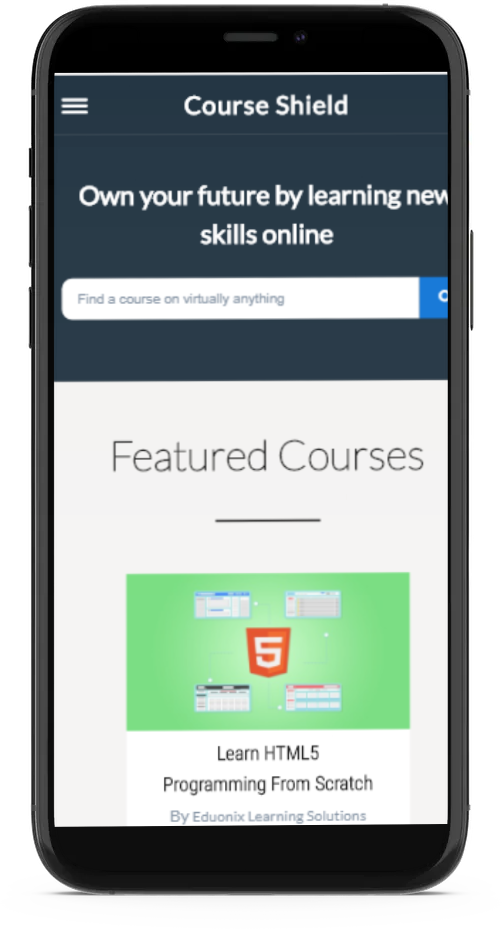 Course Shield
Own your future by learning new
skills online
Find a course on virtually anything
Featured Courses
5
Learn HTML5
Programming From Scratch
By Eduonix Learning Solutions